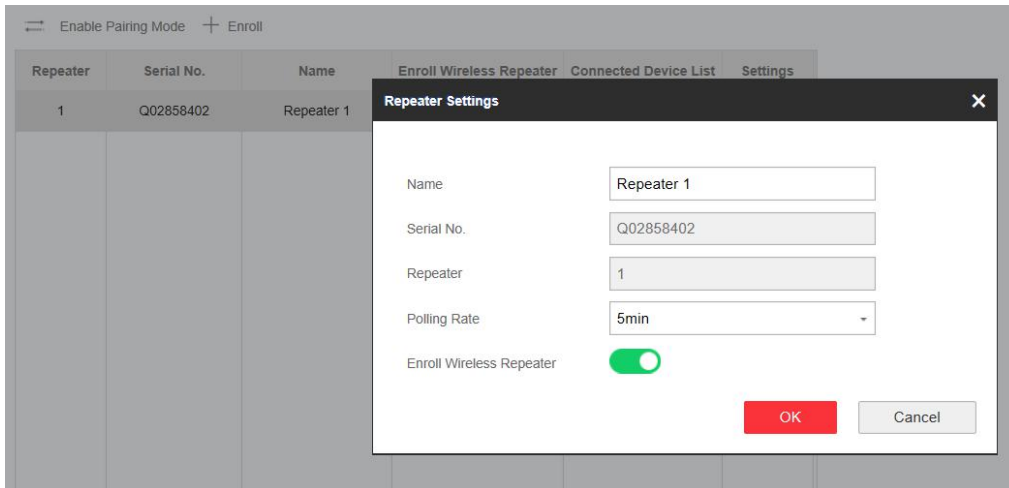 Enable Pairing Mode + Enroll
Repeater Serial No. Name Enroll Wireless Repeater Connected Device List Settings
1 Q02858402 Repeater 1
Repeater Settings
Name Repeater 1
Serial No. Q02858402
Repeater 1
Polling Rate 5min
Enroll Wireless Repeater
OK Cancel